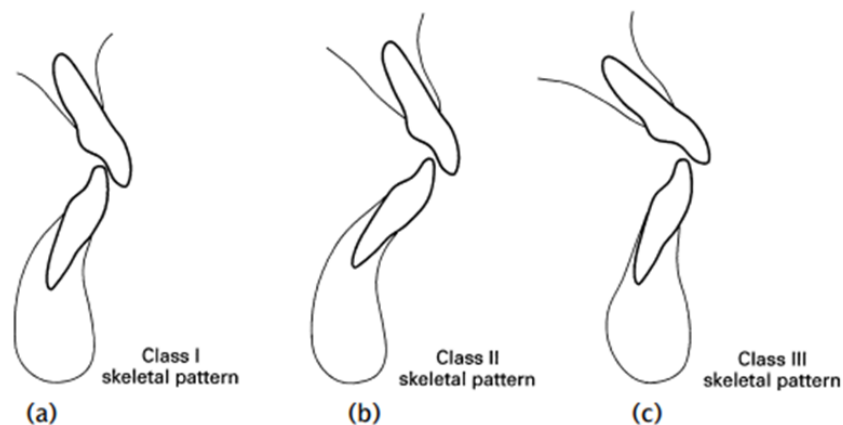 Class I
skeletal pattern
(a)
Class II
skeletal pattern
(b)
Class III
skeletal pattern
(c)